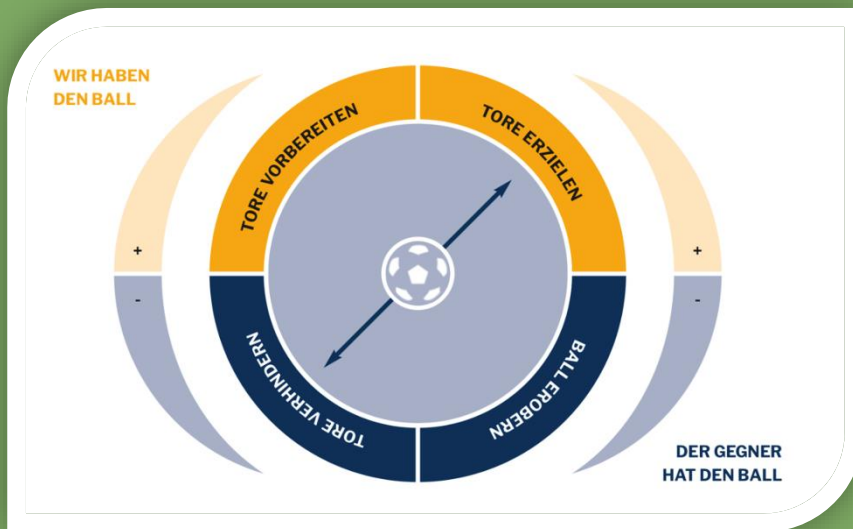 WIR HABEN
DEN BALL
TORE VORBEREITEN
TORE ERZIELEN
+
+
-
-
TORE VERHINDERN
BALL EROBERN
DER GEGNER
HAT DEN BALL